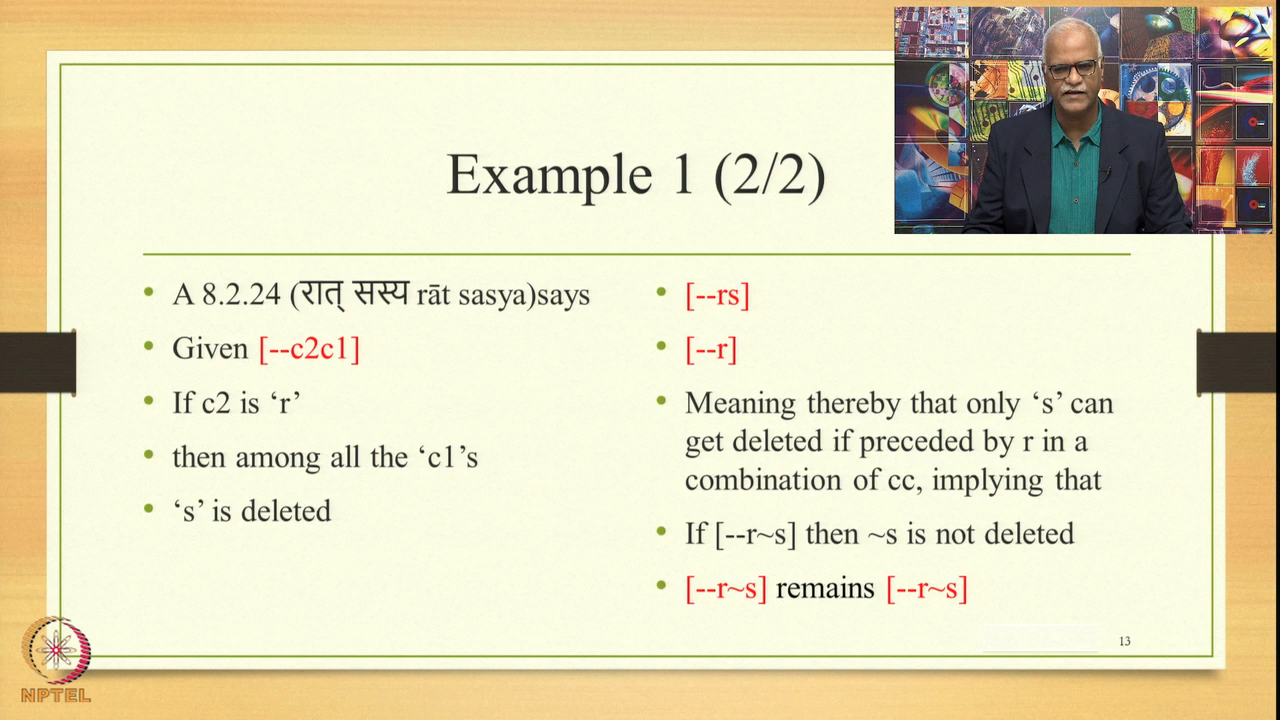 Example 1 (2/2)
A 8.2.24 (रात् सस्य rāt sasya)says
Given [--c2c1]
If c2 is ‘r’
then among all the ‘c1’s
‘s’ is deleted
[--rs]
[--r]
Meaning thereby that only ‘s’ can
get deleted if preceded by r in a
combination of cc, implying that
If [--r~s] then ~s is not deleted
[--r~s] remains [--r~s]
13
NPTEL